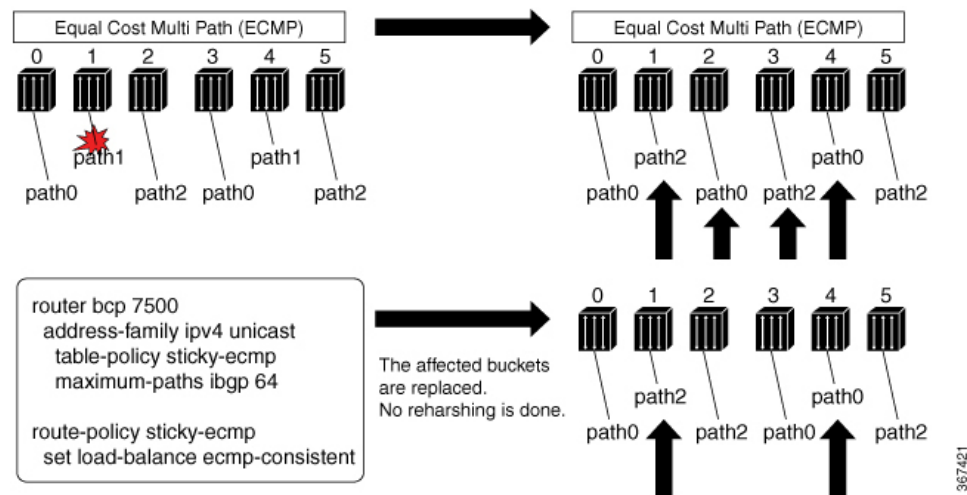 Equal Cost Multi Path (ECMP)
0 1 2 3 4 5
path1 path1
path0 path2 path0 path2
Equal Cost Multi Path (ECMP)
0 1 2 3 4 5
path2 path0
path0 path0 path2 path2
router bcp 7500
address-family ipv4 unicast
table-policy sticky-ecmp
maximum-paths ibgp 64
route-policy sticky-ecmp
set load-balance ecmp-consistent
The affected buckets
are replaced.
No reharshing is done.
0 1 2 3 4 5
path2 path0
path0 path2 path0 path2
367421